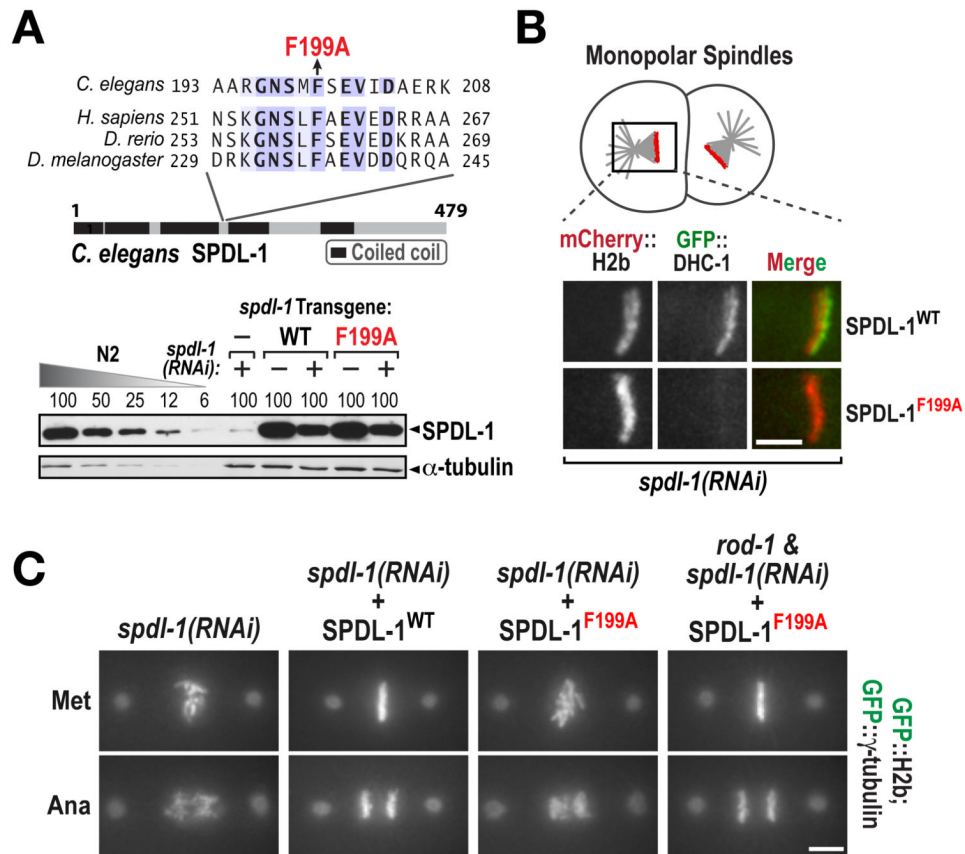 A
F199A
C. elegans 193 AARGNSMFSEVIDAERK 208
H. sapiens 251 NSKGNSLFAEVEDRRAA 267
D. rerio 253 NSKGNSLFSEVEDRRAA 269
D. melanogaster 229 DRKGNSLFAEVDDQRQA 245
1 479
1
C. elegans SPDL-1 Coiled coil
spdl-1 Transgene:
– WT F199A
N2 spdl-1 (RNAi): + – + – +
100 50 25 12 6 100 100 100 100 100
SPDL-1
α-tubulin
B
Monopolar Spindles
mCherry:: GFP::
H2b DHC-1 Merge
SPDL-1WT
SPDL-1F199A
spdl-1(RNAi)
C
spdl-1(RNAi)
spdl-1(RNAi)
+
SPDL-1WT
spdl-1(RNAi)
+
SPDL-1F199A
rod-1 &
spdl-1(RNAi)
+
SPDL-1F199A
Met
Ana
GFP::H2b;
GFP::γ-tubulin